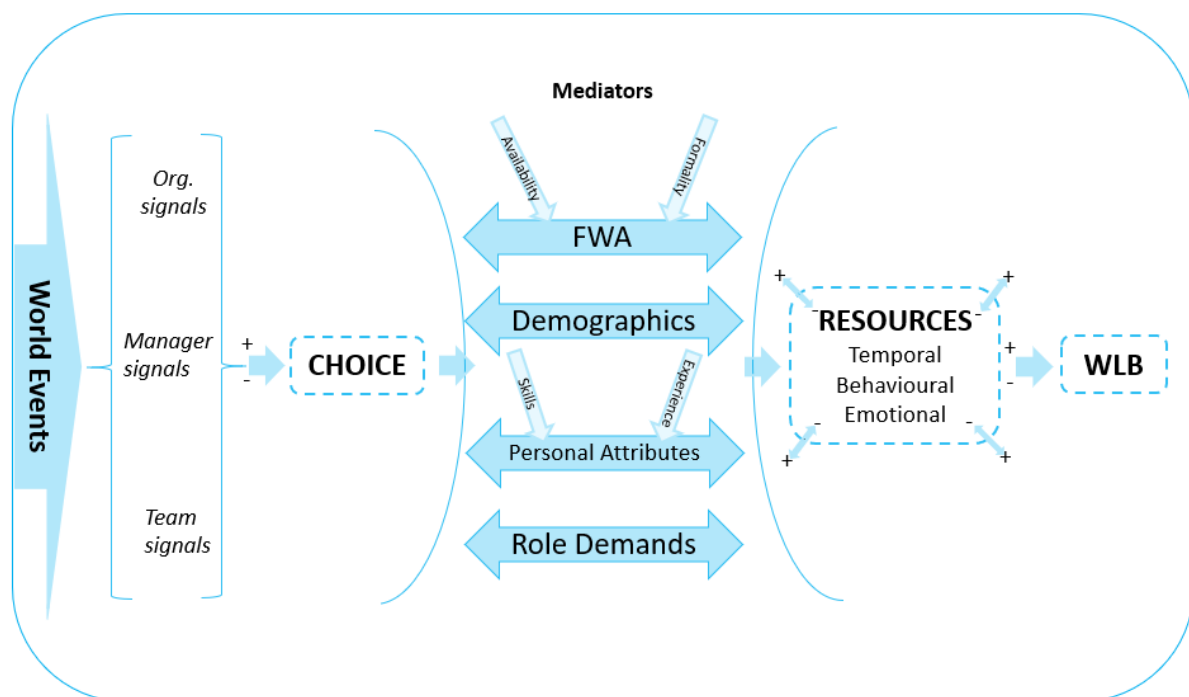 Mediators
World Events
Org.
signals
Manager
signals
Team
signals
+
-
CHOICE
Availability
Formality
FWA
Demographics
Skills
Experience
Personal Attributes
Role Demands
+
-
+
-
RESOURCES
Temporal
Behavioural
Emotional
-
+
-
+
+
-
WLB